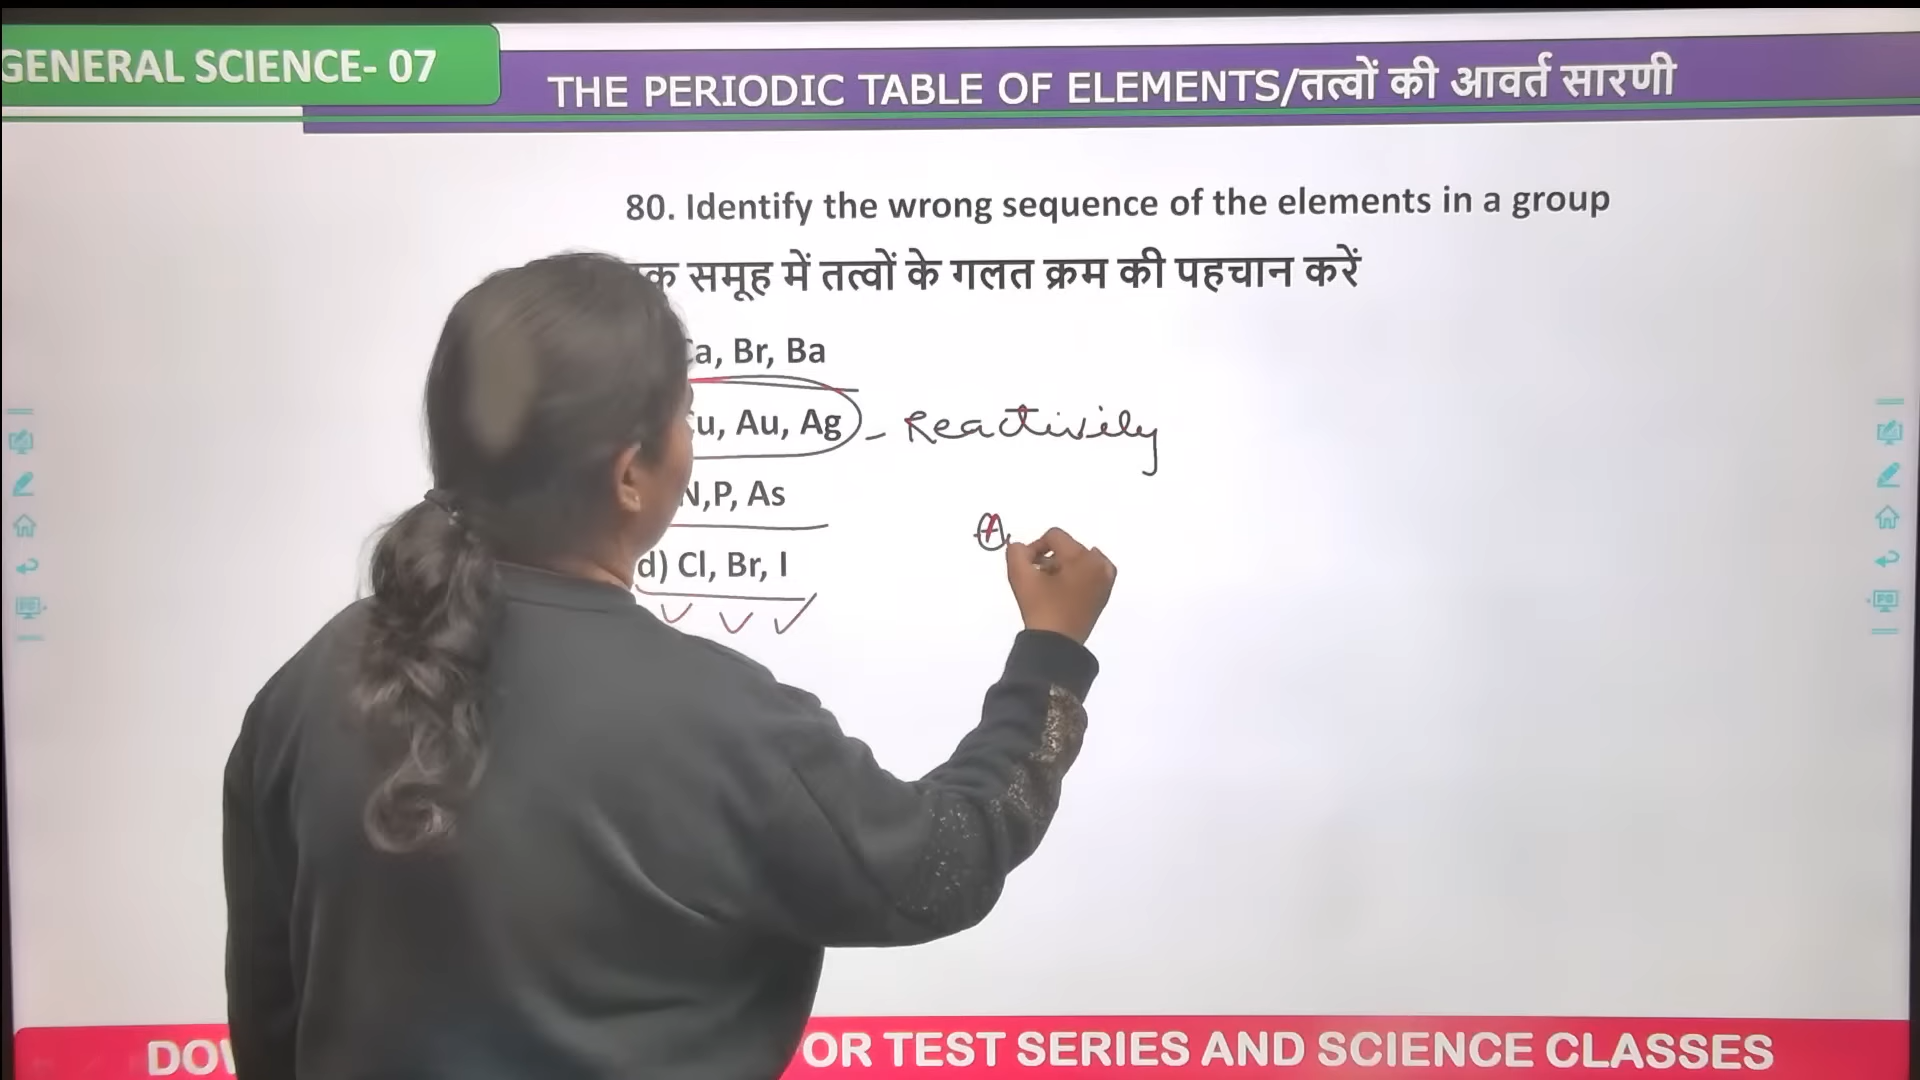 GENERAL SCIENCE- 07
THE PERIODIC TABLE OF ELEMENTS/तत्वों की आवर्त सारणी
80. Identify the wrong sequence of the elements in a group
समूह में तत्वों के गलत क्रम की पहचान करें
Br, Ba
Au, Ag - Reactivily
N,P, As
d) Cl, Br, I
TEST SERIES AND SCIENCE CLASSES